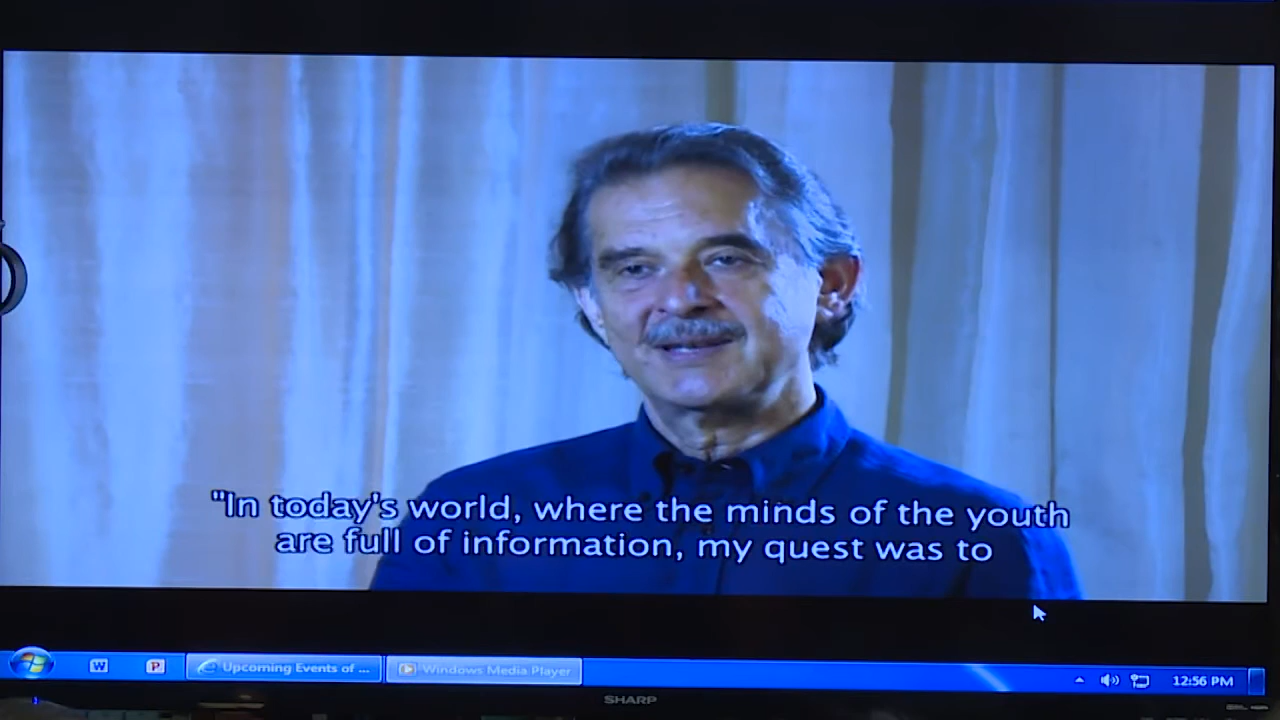 "In today's world, where the minds of the youth
are full of information, my quest was to
Upcoming Events of ...
Windows Media Player
12:56 PM
SHARP